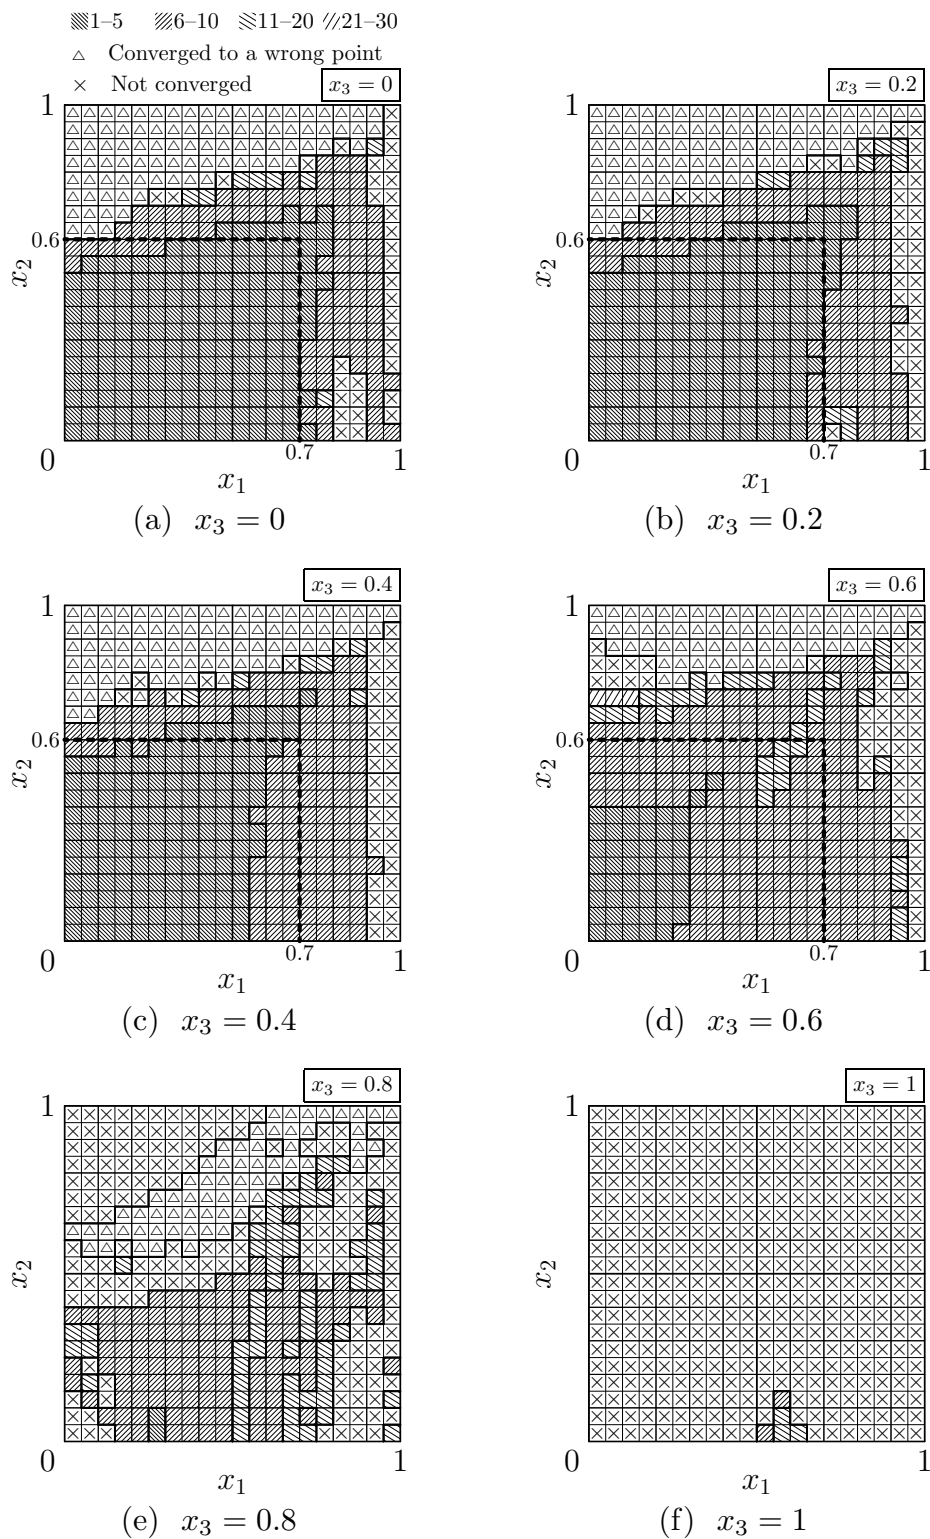 1–5 6–10 11–20 21–30
△ Converged to a wrong point
× Not converged
x₃ = 0
x₃ = 0.2
1
0.6
x₂
0
0.7
1
x₁
1
0.6
x₂
0
0.7
1
x₁
(a) x₃ = 0
(b) x₃ = 0.2
x₃ = 0.4
x₃ = 0.6
1
0.6
x₂
0
0.7
1
x₁
1
0.6
x₂
0
0.7
1
x₁
(c) x₃ = 0.4
(d) x₃ = 0.6
x₃ = 0.8
x₃ = 1
1
x₂
0
1
x₁
1
x₂
0
1
x₁
(e) x₃ = 0.8
(f) x₃ = 1